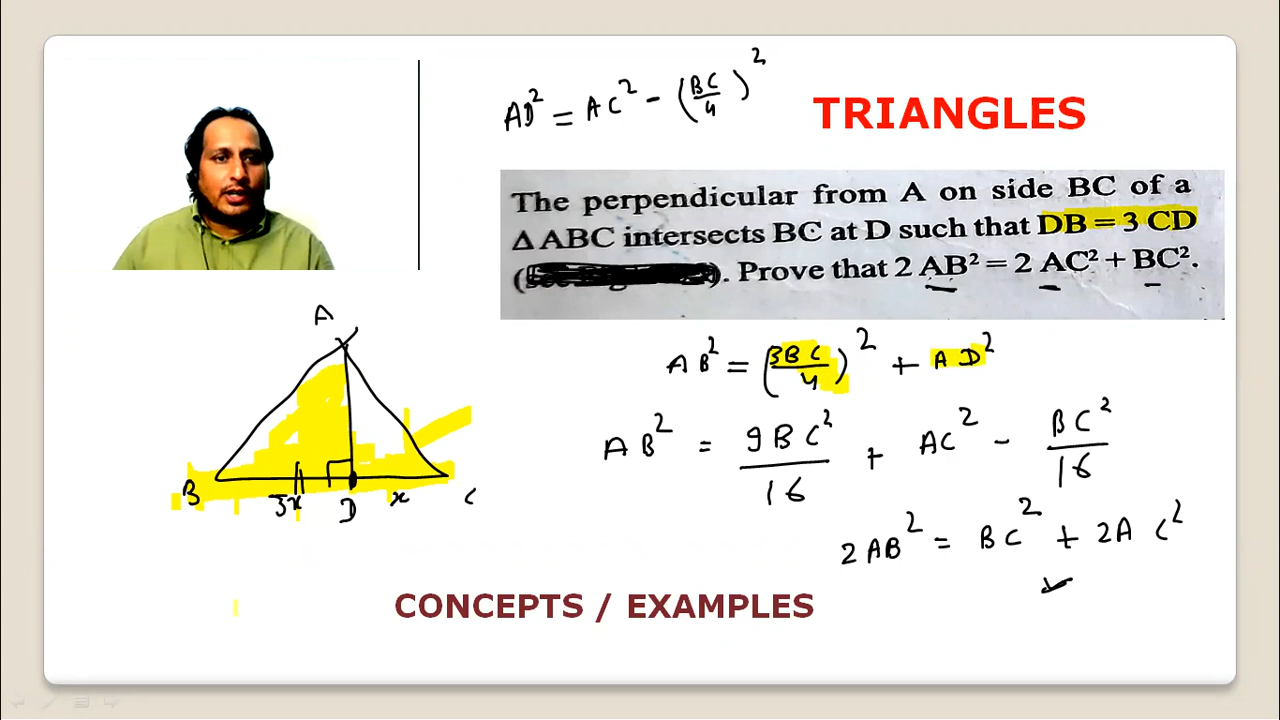 AD² = AC² - (BC/4)²
TRIANGLES
The perpendicular from A on side BC of a
Δ ABC intersects BC at D such that DB = 3 CD
( ). Prove that 2 AB² = 2 AC² + BC².
A
B
3x
D
x
C
AB² = (3BC/4)² + AD²
AB² = 9BC²/16 + AC² - BC²/16
2AB² = BC² + 2AC²
CONCEPTS / EXAMPLES